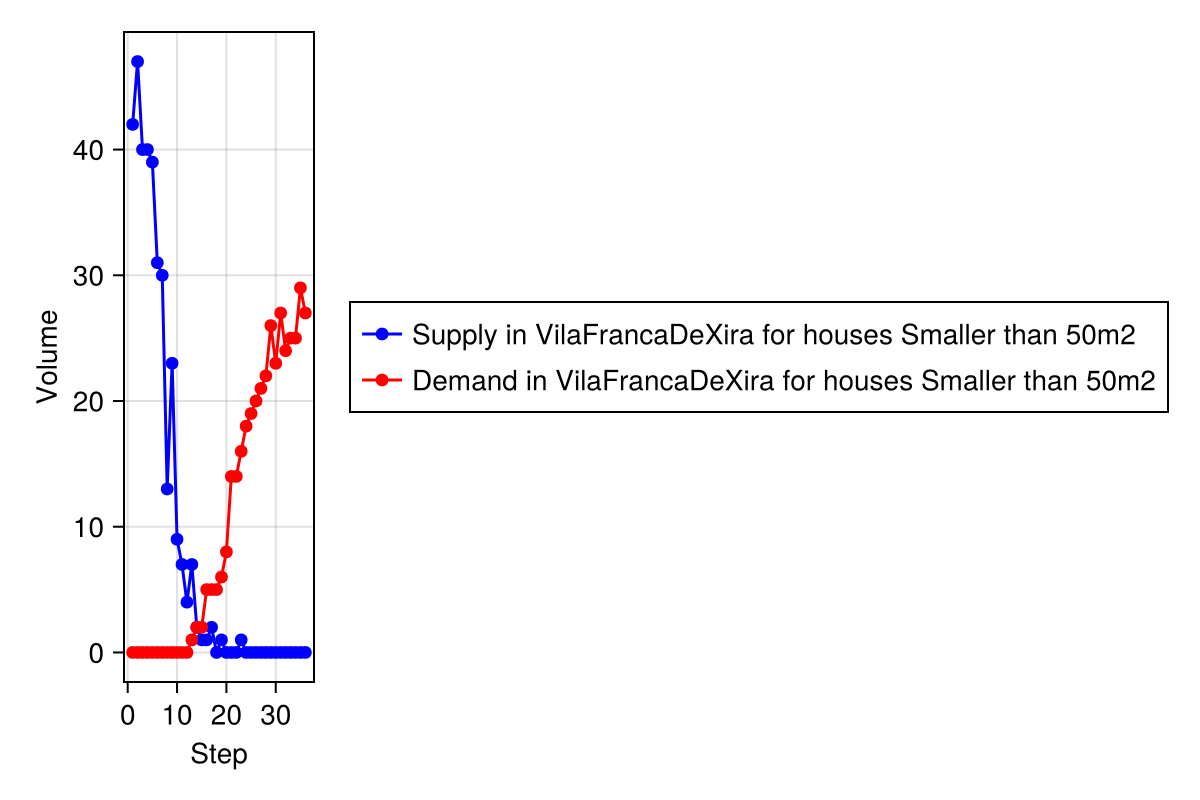 Volume
40
30
20
10
0
0 10 20 30
Step
Supply in VilaFrancaDeXira for houses Smaller than 50m2
Demand in VilaFrancaDeXira for houses Smaller than 50m2